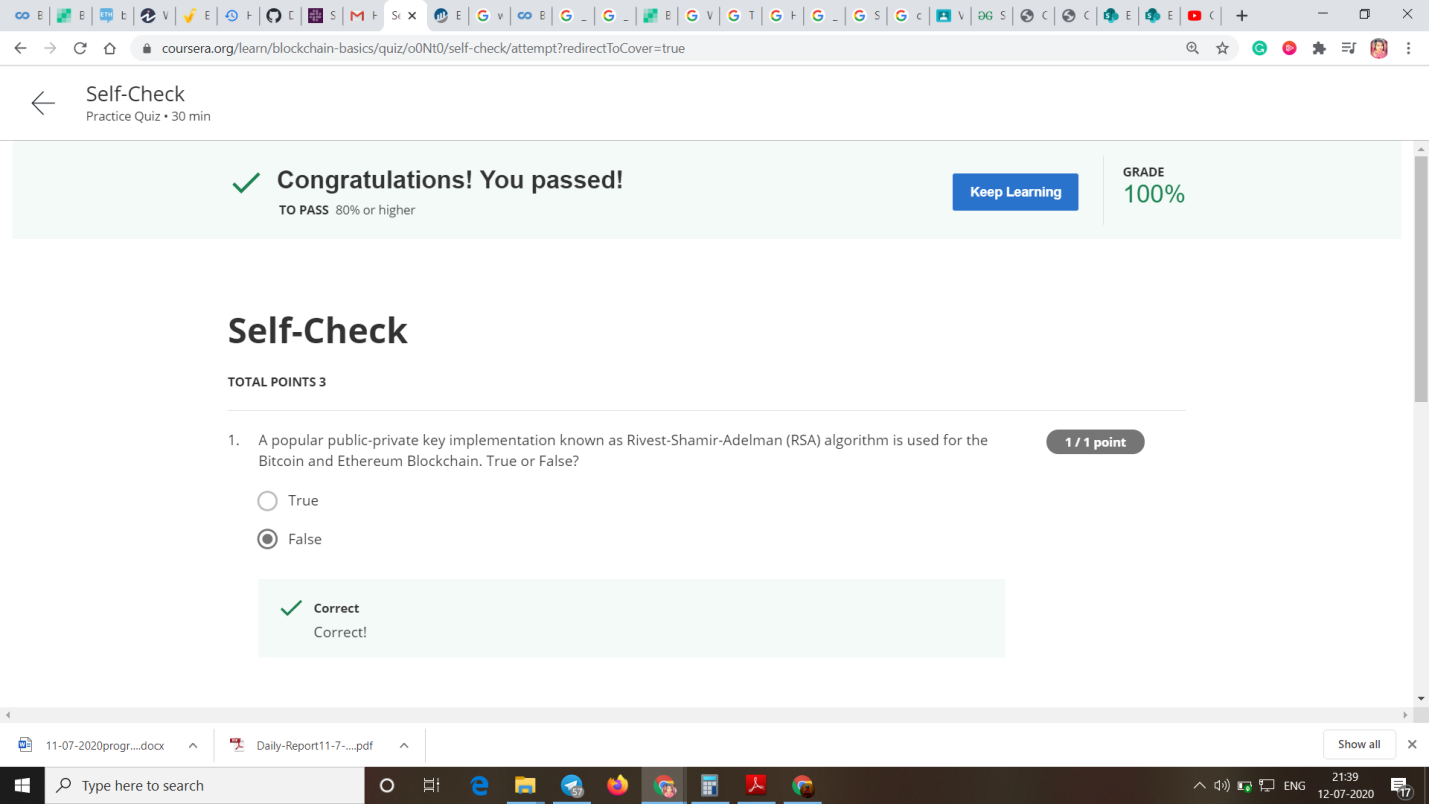 B
B
b
V
E
H
D
S
H
Se
E
w
B
_
_
B
V
T
H
_
S
c
V
S
C
C
E
E
C
coursera.org/learn/blockchain-basics/quiz/o0Nt0/self-check/attempt?redirectToCover=true
Self-Check
Practice Quiz • 30 min
Congratulations! You passed!
TO PASS 80% or higher
Keep Learning
GRADE
100%
Self-Check
TOTAL POINTS 3
1. A popular public-private key implementation known as Rivest-Shamir-Adelman (RSA) algorithm is used for the 1 / 1 point
Bitcoin and Ethereum Blockchain. True or False?
True
False
Correct
Correct!
11-07-2020progr....docx
Daily-Report11-7-....pdf
Show all
Type here to search
57
ENG
21:39
12-07-2020
17